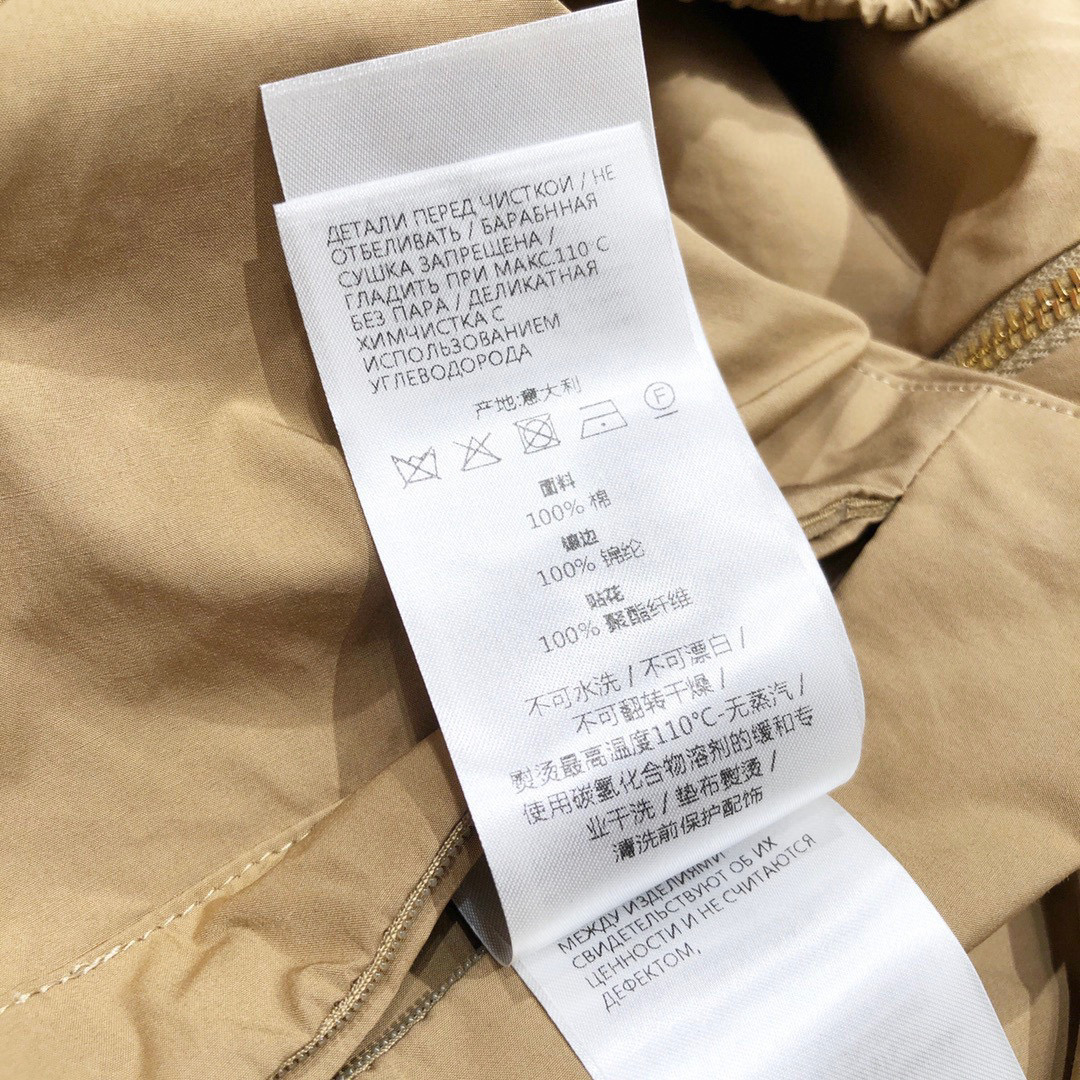 ДЕТАЛИ ПЕРЕД ЧИСТКОЙ / НЕ
ОТБЕЛИВАТЬ / БАРАБННАЯ
СУШКА ЗАПРЕЩЕНА /
ГЛАДИТЬ ПРИ МАКС.110°C
БЕЗ ПАРА / ДЕЛИКАТНАЯ
ХИМЧИСТКА С
ИСПОЛЬЗОВАНИЕМ
УГЛЕВОДОРОДА
产地:意大利
F
面料
100% 棉
镶边
100% 锦纶
贴花
100% 聚酯纤维
不可水洗 / 不可漂白 /
不可翻转干燥 /
熨烫最高温度110°C-无蒸汽 /
使用碳氢化合物溶剂的缓和专
业干洗 / 垫布熨烫 /
清洗前保护配饰
МЕЖДУ ИЗДЕЛИЯМИ
СВИДЕТЕЛЬСТВУЮТ ОБ ИХ
ЦЕННОСТИ И НЕ СЧИТАЮТСЯ
ДЕФЕКТОМ,